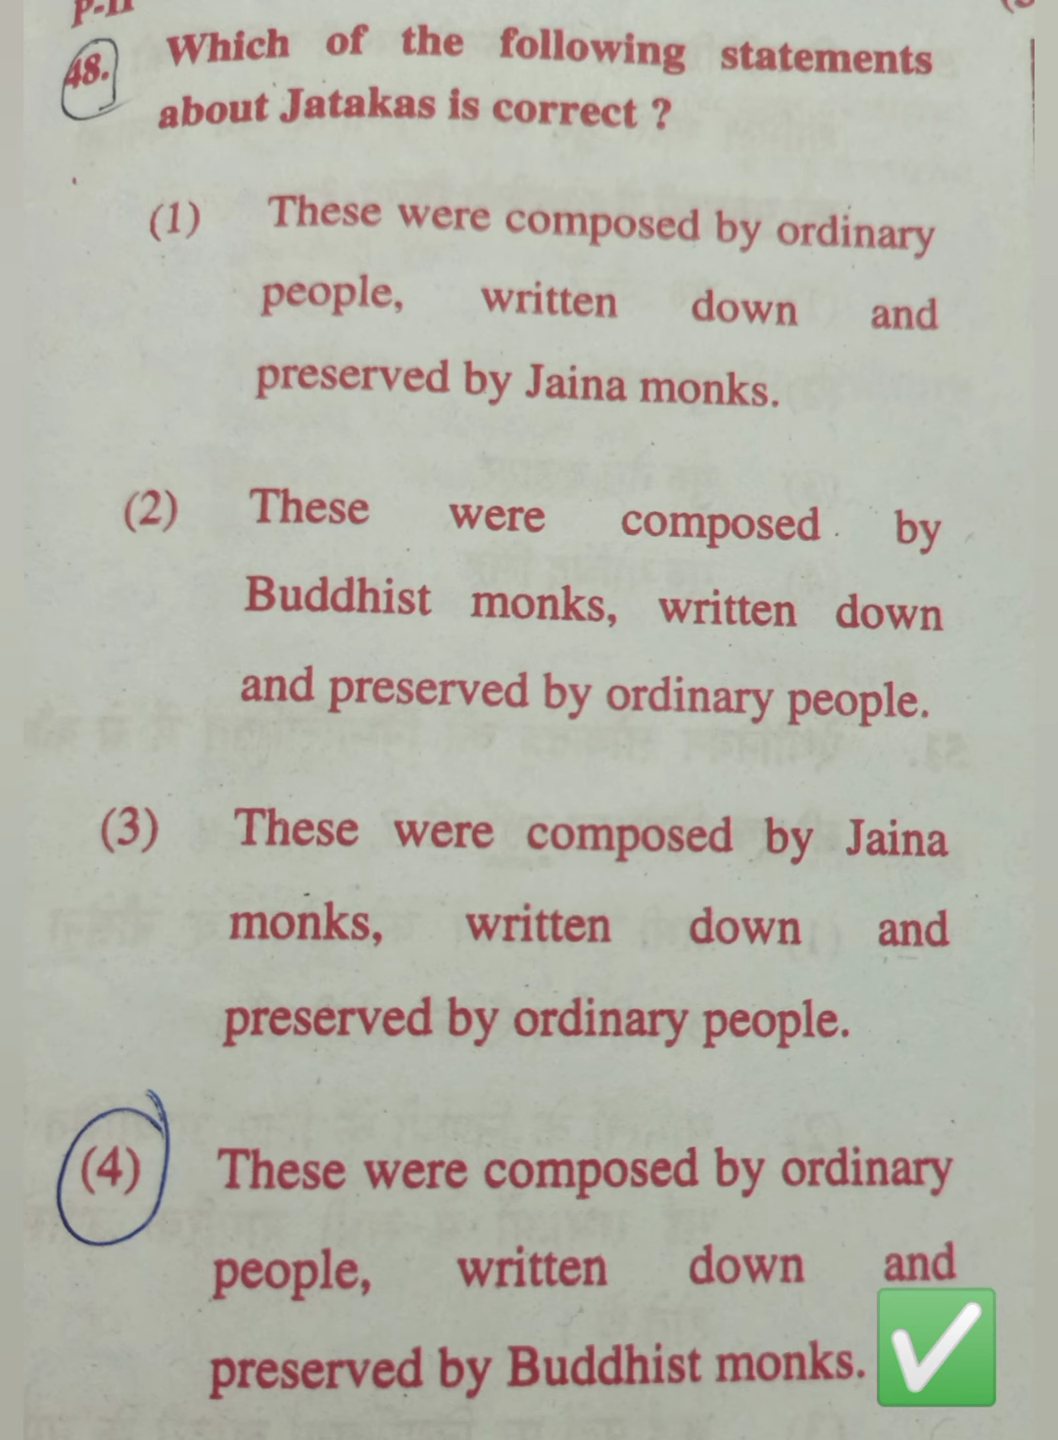 P-II
48. Which of the following statements
about Jatakas is correct ?
(1) These were composed by ordinary
people, written down and
preserved by Jaina monks.
(2) These were composed by
Buddhist monks, written down
and preserved by ordinary people.
(3) These were composed by Jaina
monks, written down and
preserved by ordinary people.
(4) These were composed by ordinary
people, written down and
preserved by Buddhist monks.